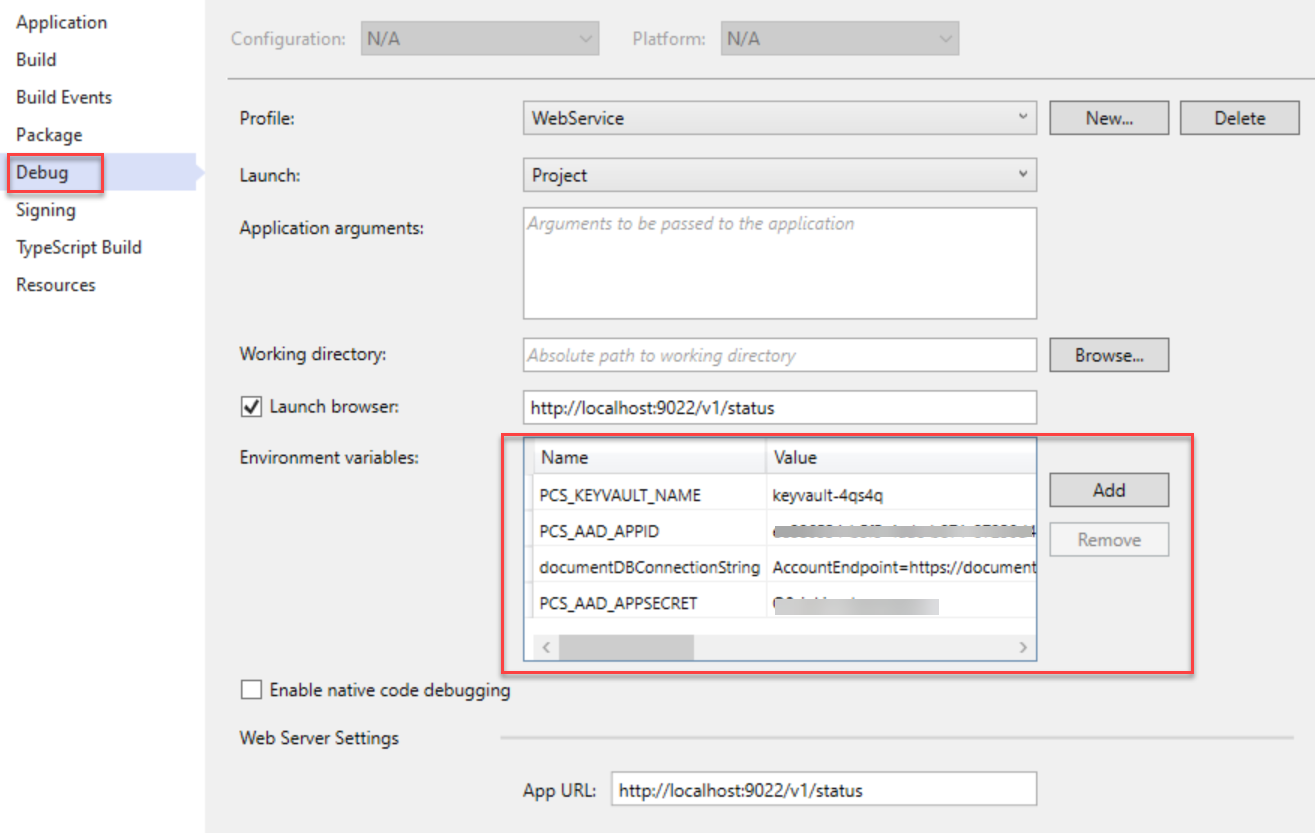 Application
Build
Build Events
Package
Debug
Signing
TypeScript Build
Resources
Configuration: N/A Platform: N/A
Profile: WebService New... Delete
Launch: Project
Application arguments: Arguments to be passed to the application
Working directory: Absolute path to working directory Browse...
Launch browser: http://localhost:9022/v1/status
Environment variables:
Name Value
PCS_KEYVAULT_NAME keyvault-4qs4q
PCS_AAD_APPID
documentDBConnectionString AccountEndpoint=https://document
PCS_AAD_APPSECRET
Add
Remove
Enable native code debugging
Web Server Settings
App URL: http://localhost:9022/v1/status